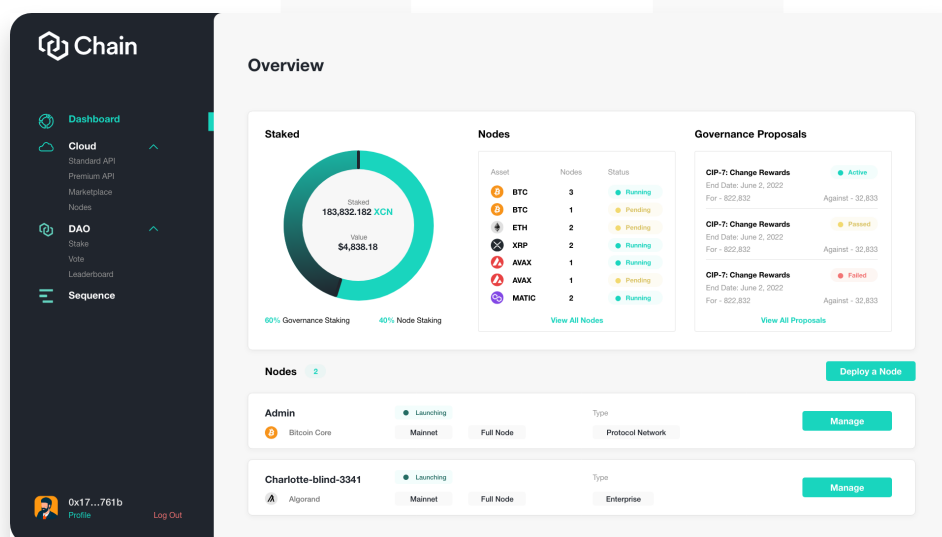 Chain
Dashboard
Cloud
Standard API
Premium API
Marketplace
Nodes
DAO
Stake
Vote
Leaderboard
Sequence
0x17...761b
Profile
Log Out
Overview
Staked
Staked
183,832.182 XCN
Value
$4,838.18
60% Governance Staking
40% Node Staking
Nodes
Asset Nodes Status
BTC 3 Running
BTC 1 Pending
ETH 2 Pending
XRP 2 Running
AVAX 1 Running
AVAX 1 Pending
MATIC 2 Running
View All Nodes
Governance Proposals
CIP-7: Change Rewards Active
End Date: June 2, 2022
For - 822,832 Against - 32,833
CIP-7: Change Rewards Passed
End Date: June 2, 2022
For - 822,832 Against - 32,833
CIP-7: Change Rewards Failed
End Date: June 2, 2022
For - 822,832 Against - 32,833
View All Proposals
Nodes 2
Deploy a Node
Admin Launching Type
Bitcoin Core Mainnet Full Node Protocol Network
Manage
Charlotte-blind-3341 Launching Type
Algorand Mainnet Full Node Enterprise
Manage